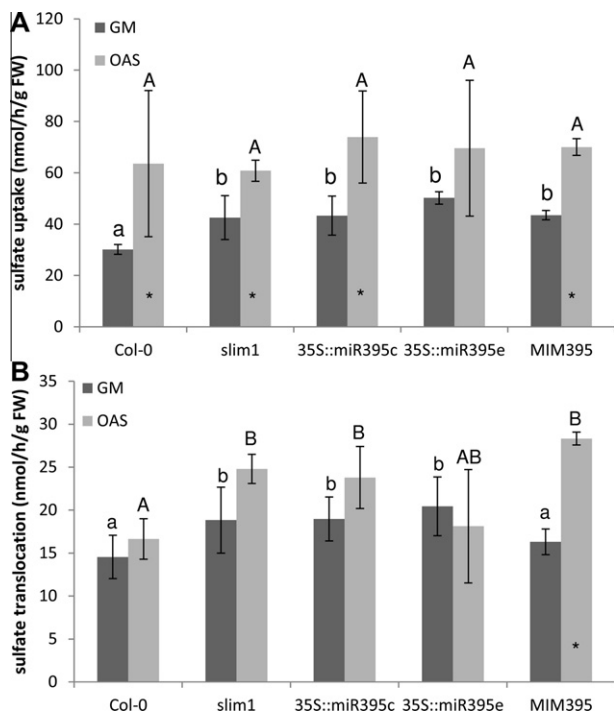 A
GM
OAS
sulfate uptake (nmol/h/g FW)
120
100
80
60
40
20
0
a A b A b A b A b A
* * * *
Col-0 slim1 35S::miR395c 35S::miR395e MIM395
B
GM
OAS
sulfate translocation (nmol/h/g FW)
35
30
25
20
15
10
5
0
a A b B b B b AB a B
*
Col-0 slim1 35S::miR395c 35S::miR395e MIM395